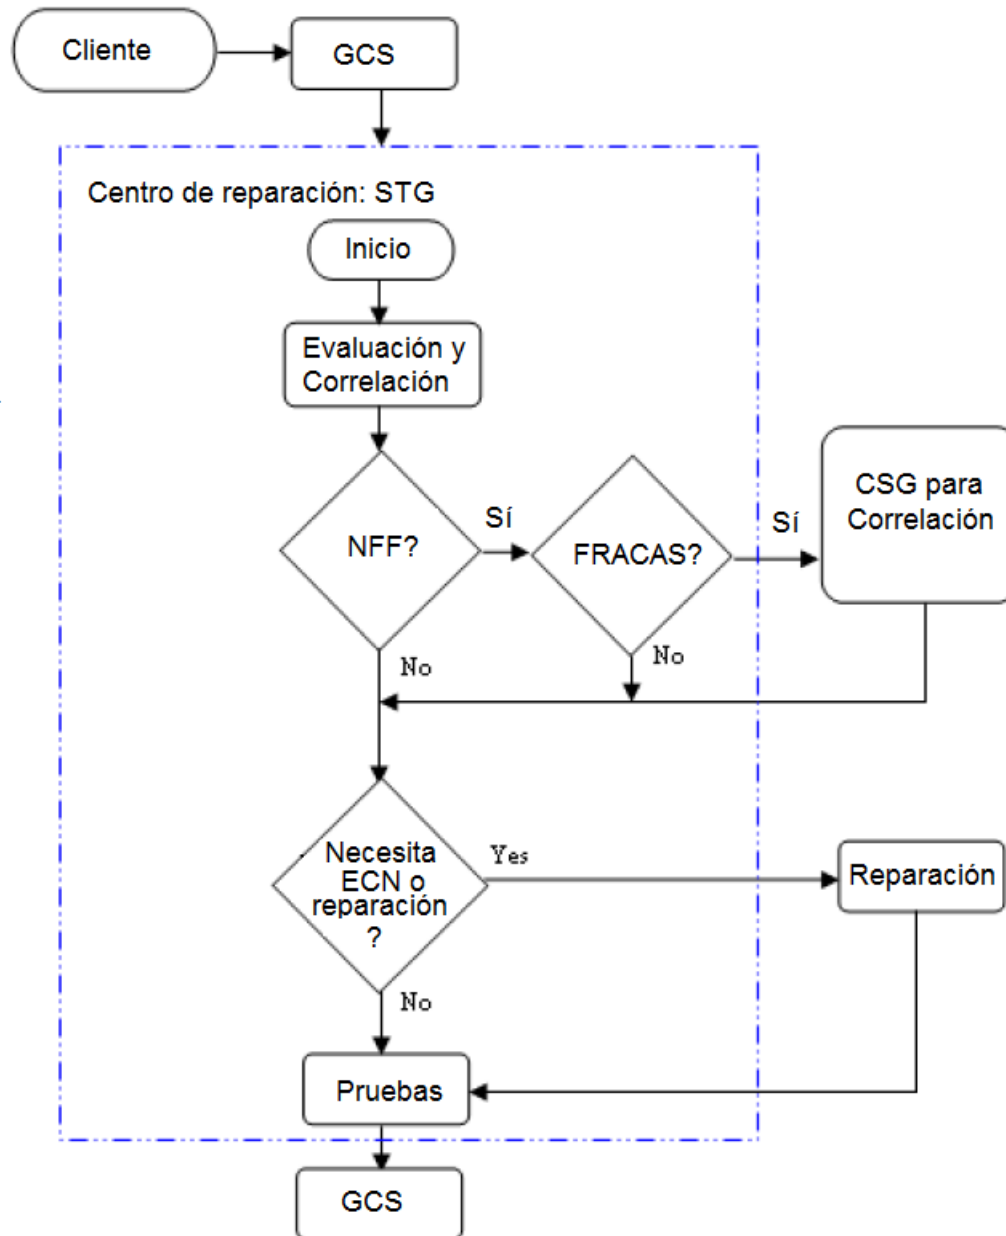 Cliente
GCS
Centro de reparación: STG
Inicio
Evaluación y
Correlación
NFF?
Sí
FRACAS?
Sí
CSG para
Correlación
No
No
Necesita
ECN o
reparación
?
Yes
Reparación
No
Pruebas
GCS